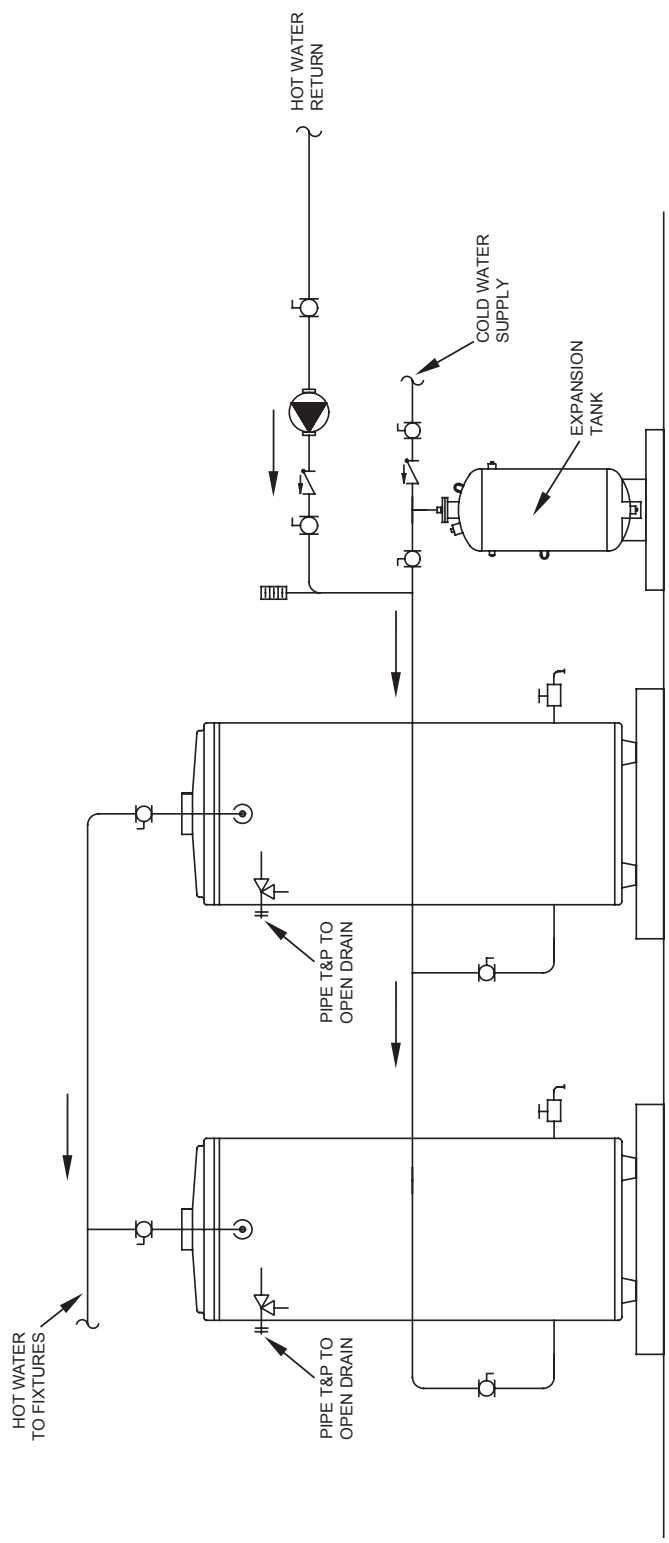 HOT WATER
TO FIXTURES
PIPE T&P TO
OPEN DRAIN
PIPE T&P TO
OPEN DRAIN
HOT WATER
RETURN
COLD WATER
SUPPLY
EXPANSION
TANK